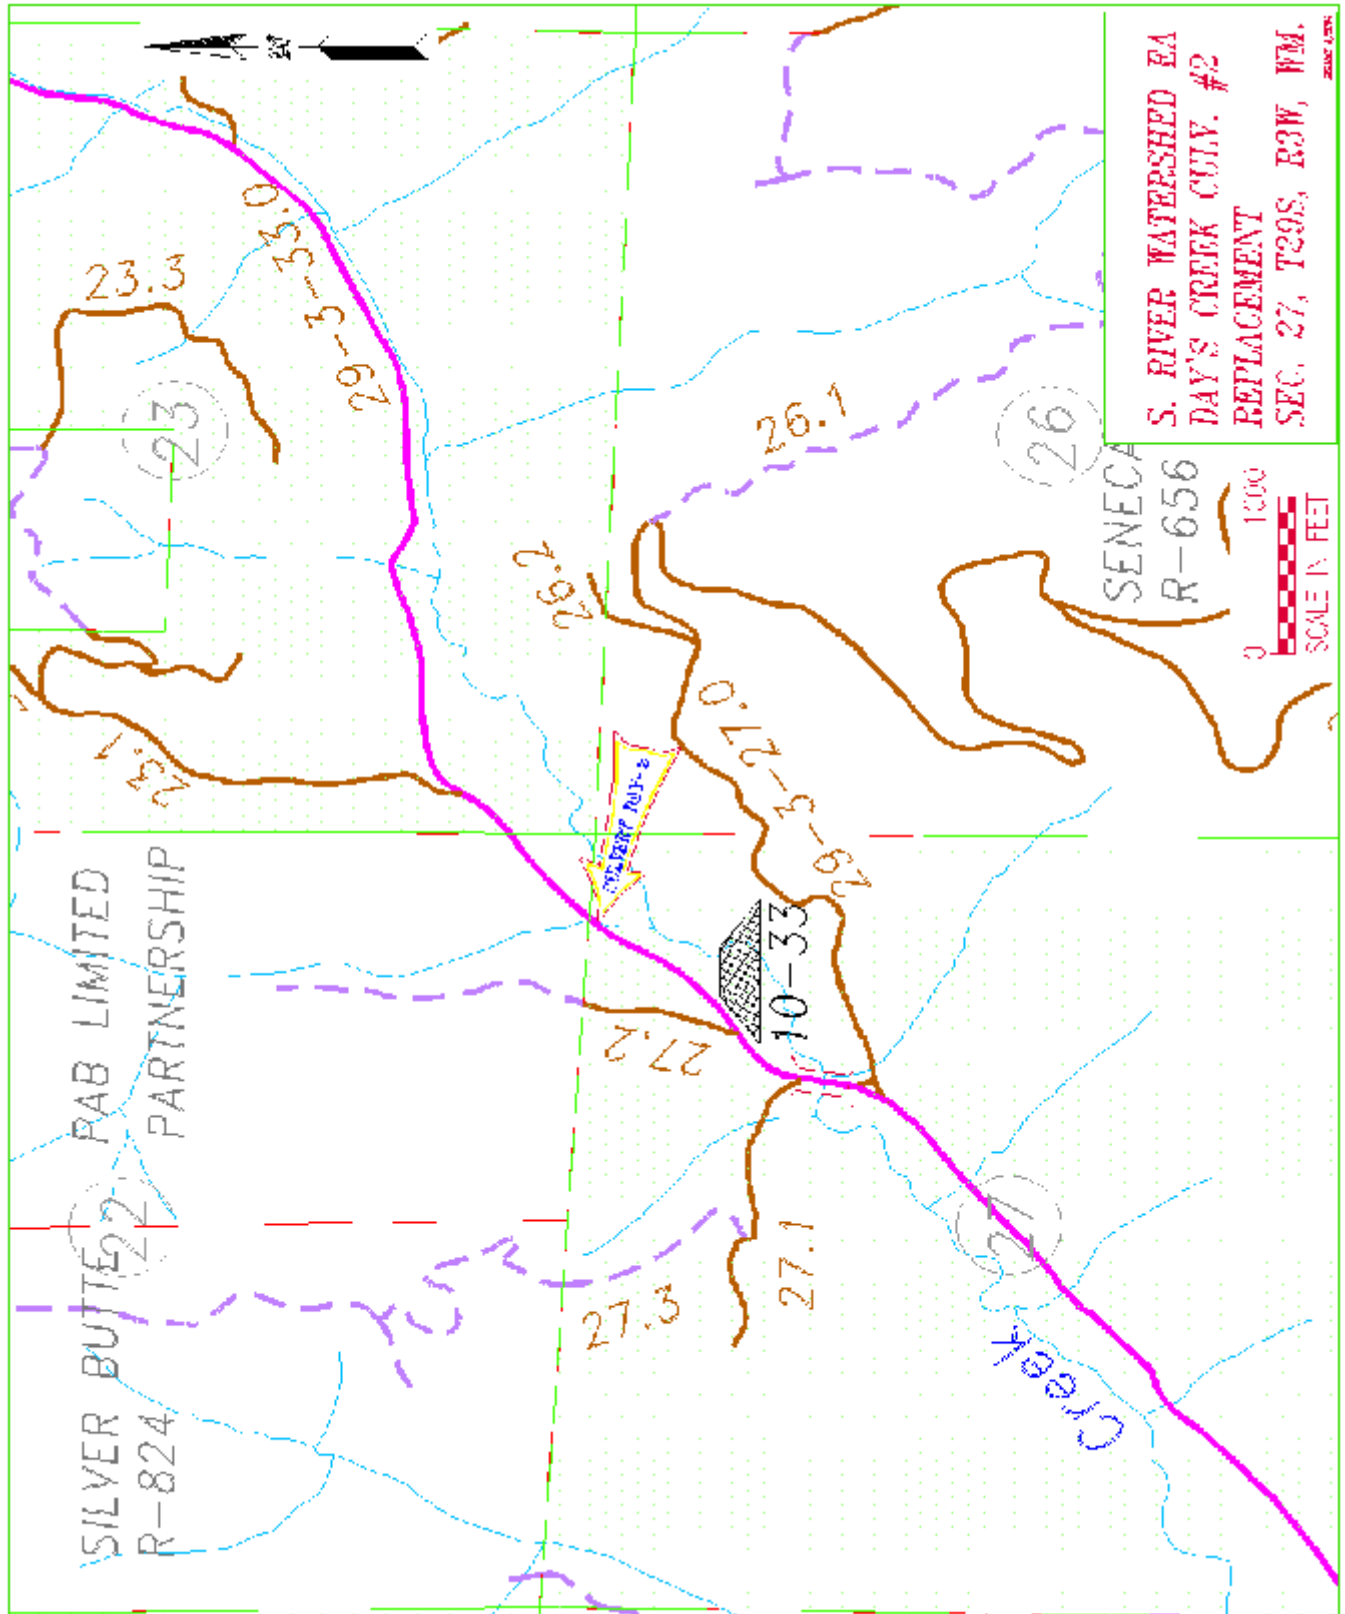 S. RIVER WATERSHED EA
DAY'S CREEK CULV. #2
REPLACEMENT
SEC. 27, T29S, R3W, WM.
SILVER BUTTE
R-824
PAB LIMITED
PARTNERSHIP
22
23
26
27
SENECA
R-656
23.1
23.3
29-3-33.0
26.1
26.2
29-3-27.0
27.2
27.1
27.3
10-33
Creek
0 1000
SCALE IN FEET